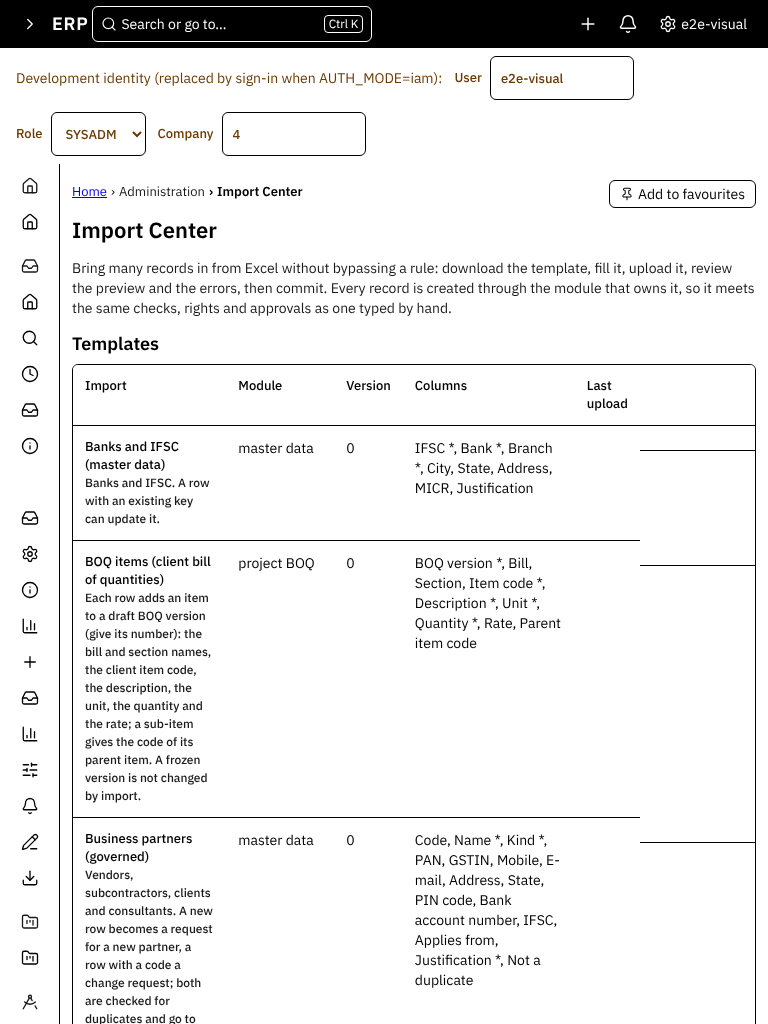 ERP
Search or go to...
Ctrl K
e2e-visual
Development identity (replaced by sign-in when AUTH_MODE=iam):
User
e2e-visual
Role
SYSADM
Company
4
Home › Administration › Import Center
Add to favourites
Import Center
Bring many records in from Excel without bypassing a rule: download the template, fill it, upload it, review
the preview and the errors, then commit. Every record is created through the module that owns it, so it meets
the same checks, rights and approvals as one typed by hand.
Templates
Import
Module
Version
Columns
Last
upload
Banks and IFSC
(master data)
Banks and IFSC. A row
with an existing key
can update it.
master data
0
IFSC *, Bank *, Branch
*, City, State, Address,
MICR, Justification
BOQ items (client bill
of quantities)
Each row adds an item
to a draft BOQ version
(give its number): the
bill and section names,
the client item code,
the description, the
unit, the quantity and
the rate; a sub-item
gives the code of its
parent item. A frozen
version is not changed
by import.
project BOQ
0
BOQ version *, Bill,
Section, Item code *,
Description *, Unit *,
Quantity *, Rate, Parent
item code
Business partners
(governed)
Vendors,
subcontractors, clients
and consultants. A new
row becomes a request
for a new partner, a
row with a code a
change request; both
are checked for
duplicates and go to
master data
0
Code, Name *, Kind *,
PAN, GSTIN, Mobile, E-
mail, Address, State,
PIN code, Bank
account number, IFSC,
Applies from,
Justification *, Not a
duplicate